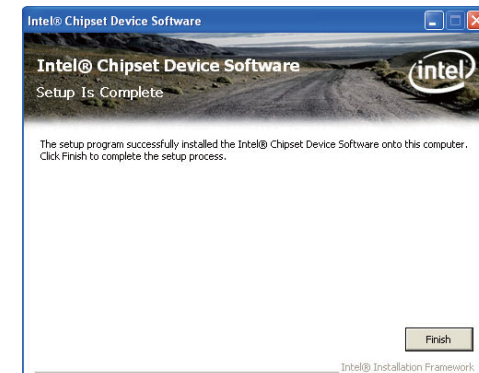 Intel® Chipset Device Software
Intel® Chipset Device Software
Setup Is Complete
intel
The setup program successfully installed the Intel® Chipset Device Software onto this computer.
Click Finish to complete the setup process.
Finish
Intel® Installation Framework